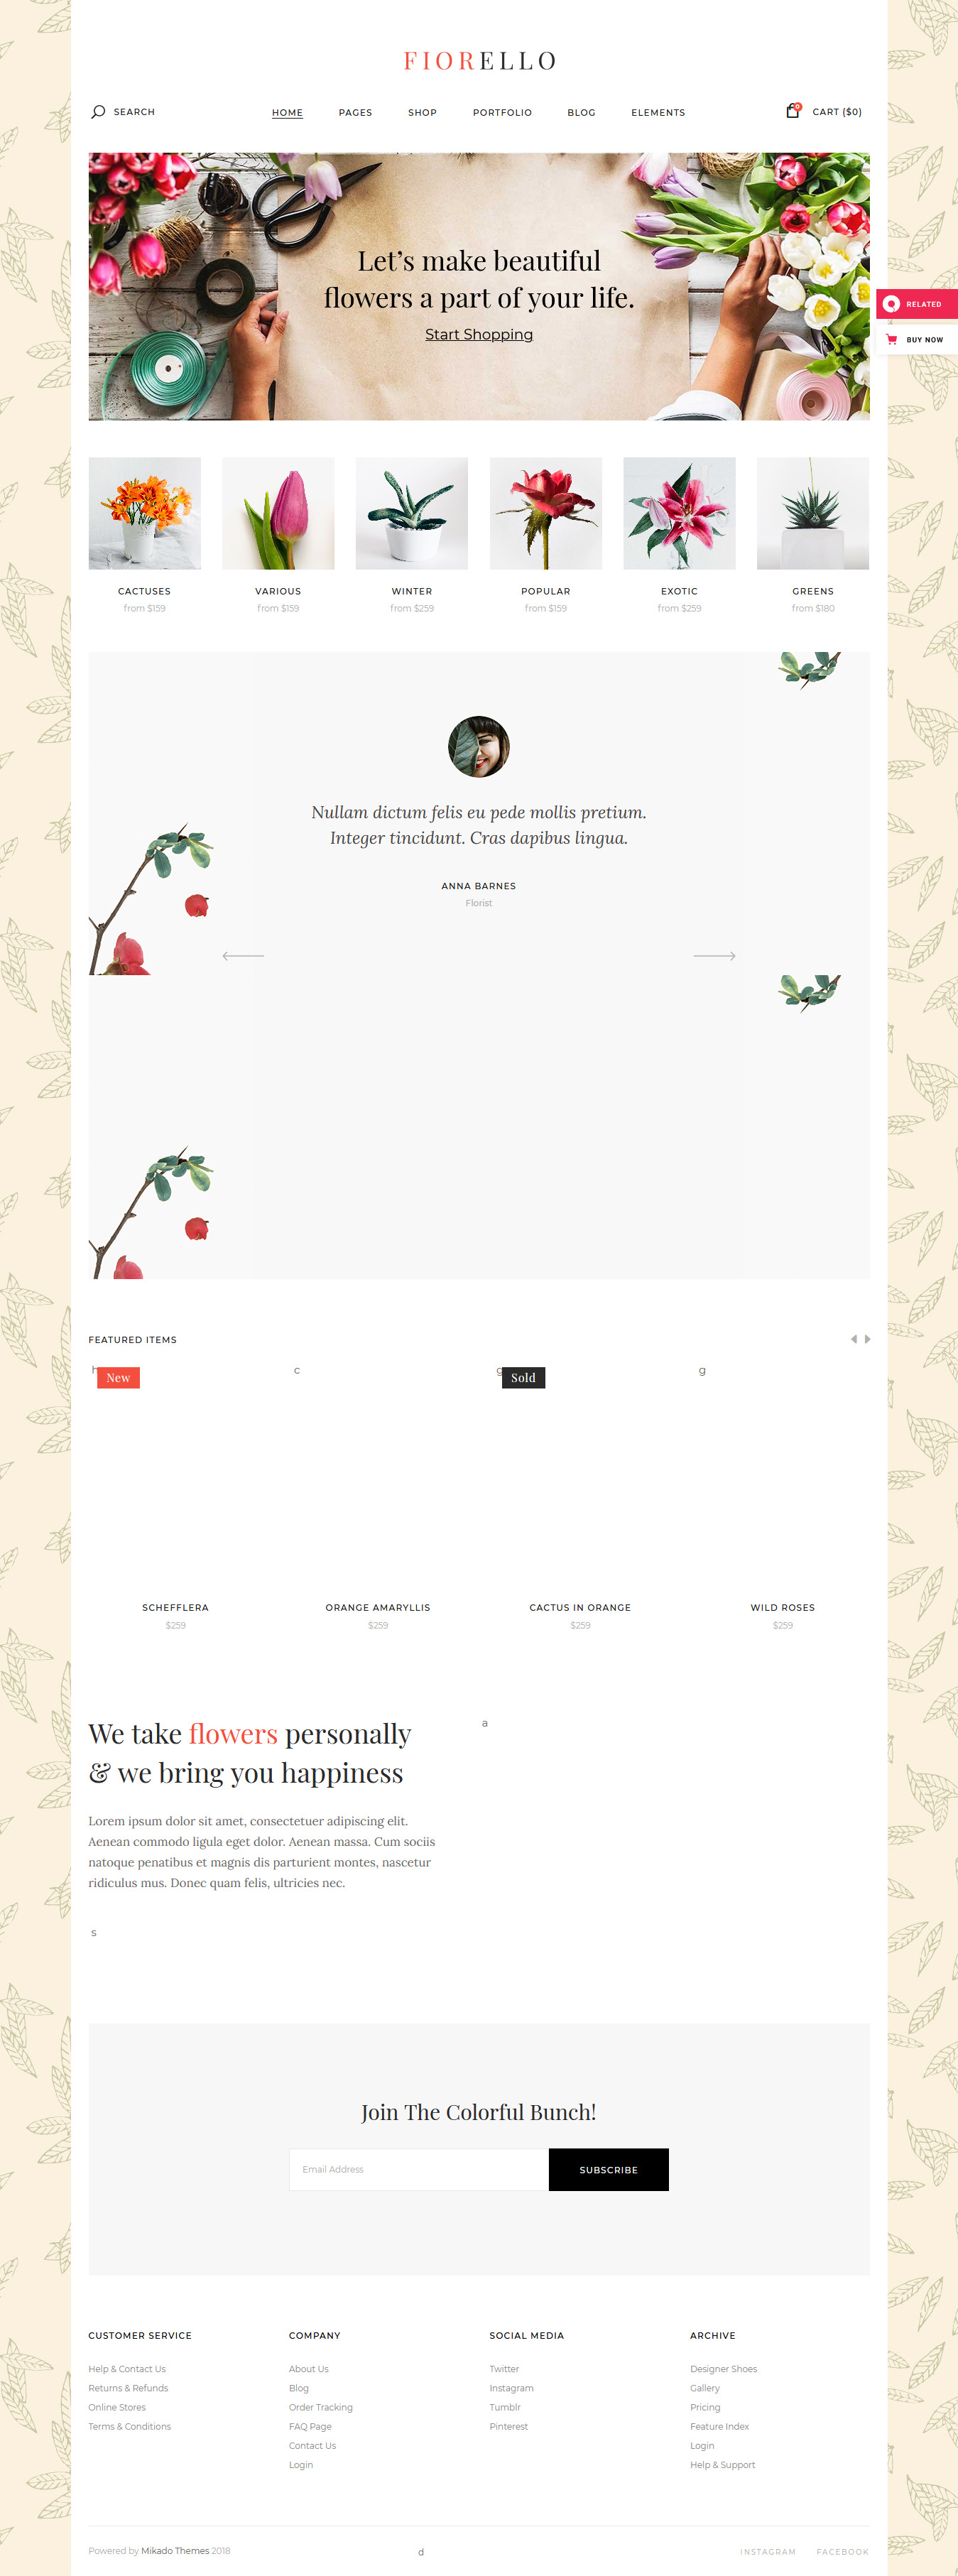 FIORELLO
SEARCH
HOME PAGES SHOP PORTFOLIO BLOG ELEMENTS
0
CART ($0)
Let's make beautiful
flowers a part of your life.
Start Shopping
RELATED
BUY NOW
CACTUSES VARIOUS WINTER POPULAR EXOTIC GREENS
from $159 from $159 from $259 from $159 from $259 from $180
Nullam dictum felis eu pede mollis pretium.
Integer tincidunt. Cras dapibus lingua.
ANNA BARNES
Florist
FEATURED ITEMS
h c g g
New Sold
SCHEFFLERA ORANGE AMARYLLIS CACTUS IN ORANGE WILD ROSES
$259 $259 $259 $259
We take flowers personally
& we bring you happiness
a
Lorem ipsum dolor sit amet, consectetuer adipiscing elit.
Aenean commodo ligula eget dolor. Aenean massa. Cum sociis
natoque penatibus et magnis dis parturient montes, nascetur
ridiculus mus. Donec quam felis, ultricies nec.
s
Join The Colorful Bunch!
Email Address SUBSCRIBE
CUSTOMER SERVICE
Help & Contact Us
Returns & Refunds
Online Stores
Terms & Conditions
COMPANY
About Us
Blog
Order Tracking
FAQ Page
Contact Us
Login
SOCIAL MEDIA
Twitter
Instagram
Tumblr
Pinterest
ARCHIVE
Designer Shoes
Gallery
Pricing
Feature Index
Login
Help & Support
Powered by Mikado Themes 2018
d
INSTAGRAM FACEBOOK